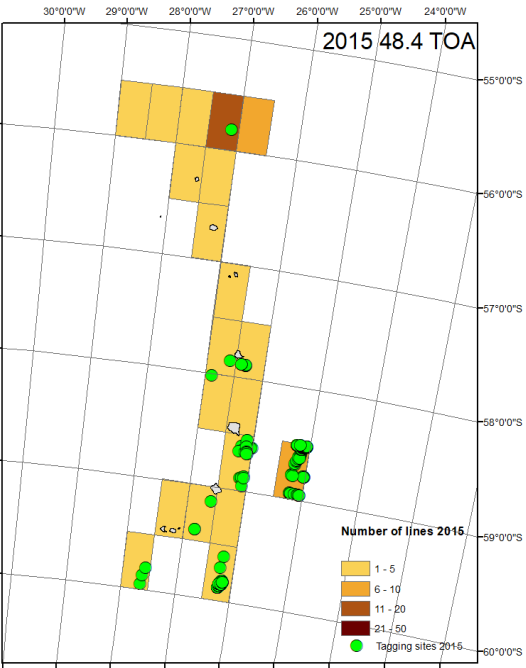 30°0'0"W 29°0'0"W 28°0'0"W 27°0'0"W 26°0'0"W 25°0'0"W 24°0'0"W
2015 48.4 TOA
55°0'0"S
56°0'0"S
57°0'0"S
58°0'0"S
59°0'0"S
60°0'0"S
Number of lines 2015
1 - 5
6 - 10
11 - 20
21 - 50
Tagging sites 2015